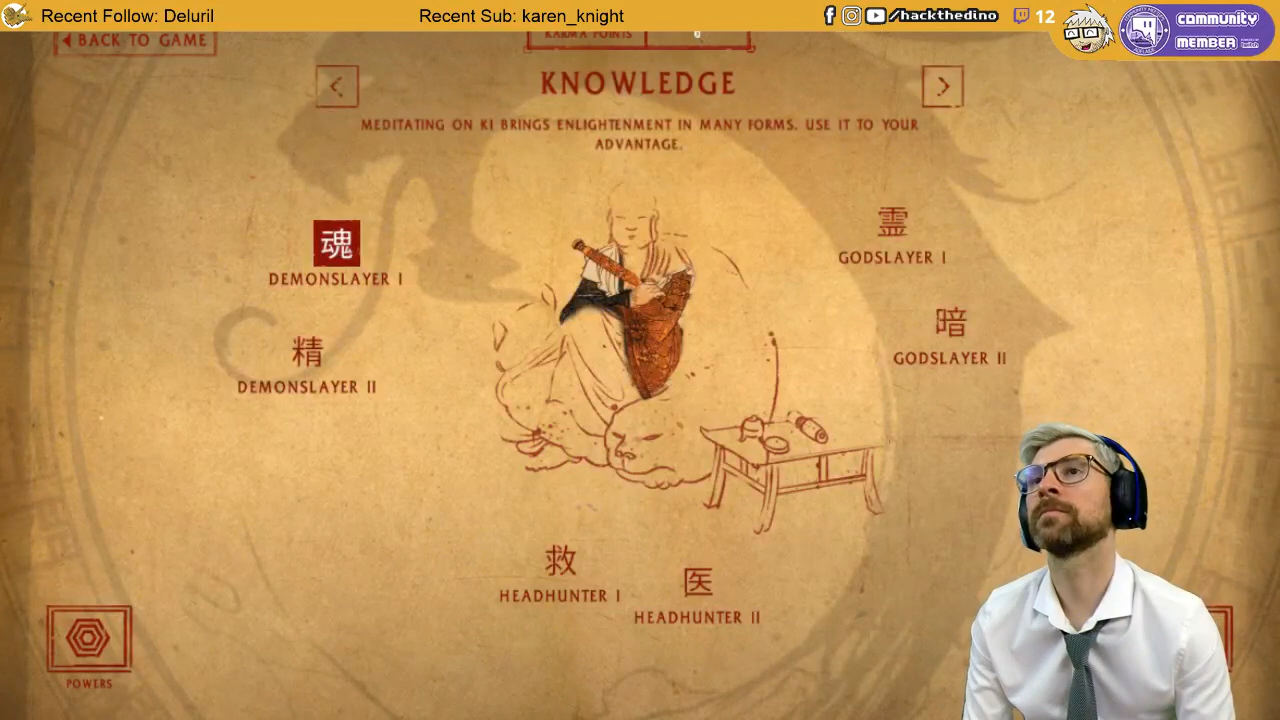 Recent Follow: Deluril
Recent Sub: karen_knight
/hackthedino
12
COMMUNITY
MEMBER
BACK TO GAME
KARMA POINTS
KNOWLEDGE
MEDITATING ON KI BRINGS ENLIGHTENMENT IN MANY FORMS. USE IT TO YOUR
ADVANTAGE.
魂
DEMONSLAYER I
精
DEMONSLAYER II
霊
GODSLAYER I
暗
GODSLAYER II
救
HEADHUNTER I
医
HEADHUNTER II
POWERS